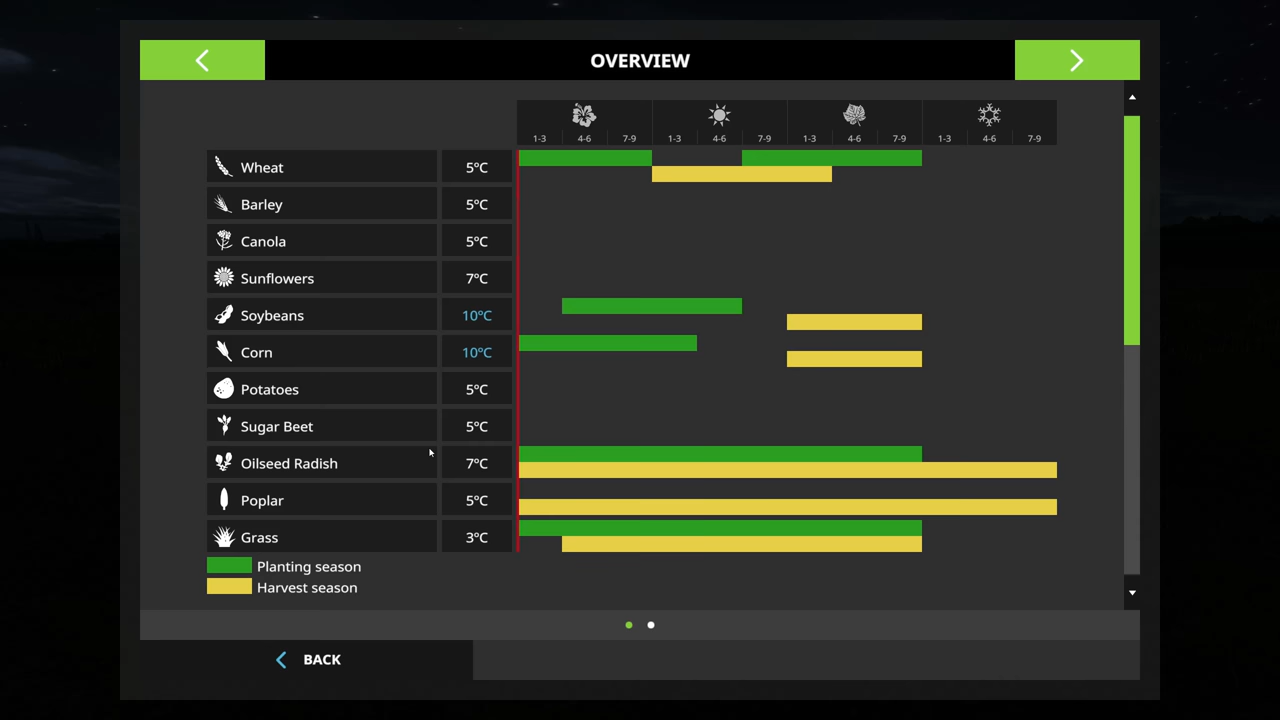 OVERVIEW
1-3 4-6 7-9 1-3 4-6 7-9 1-3 4-6 7-9 1-3 4-6 7-9
Wheat 5°C
Barley 5°C
Canola 5°C
Sunflowers 7°C
Soybeans 10°C
Corn 10°C
Potatoes 5°C
Sugar Beet 5°C
Oilseed Radish 7°C
Poplar 5°C
Grass 3°C
Planting season
Harvest season
BACK